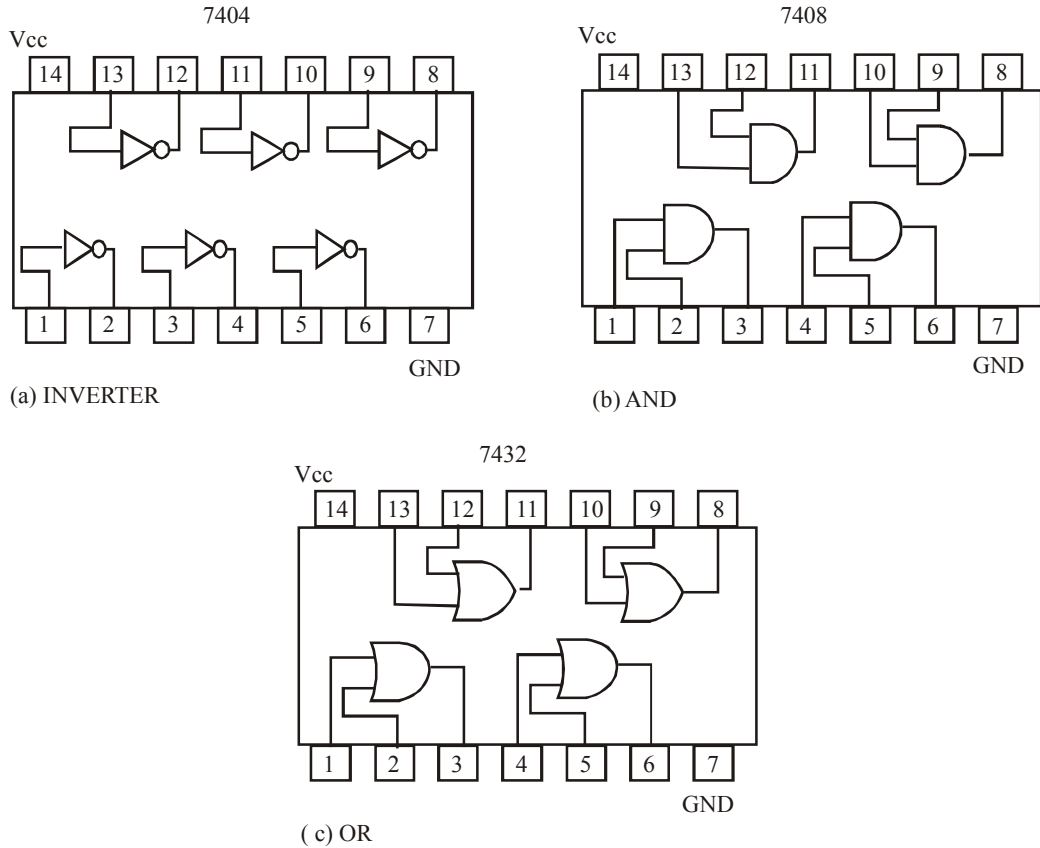 7404
Vcc
14 13 12 11 10 9 8
1 2 3 4 5 6 7
GND
(a) INVERTER
7408
Vcc
14 13 12 11 10 9 8
1 2 3 4 5 6 7
GND
(b) AND
7432
Vcc
14 13 12 11 10 9 8
1 2 3 4 5 6 7
GND
( c) OR